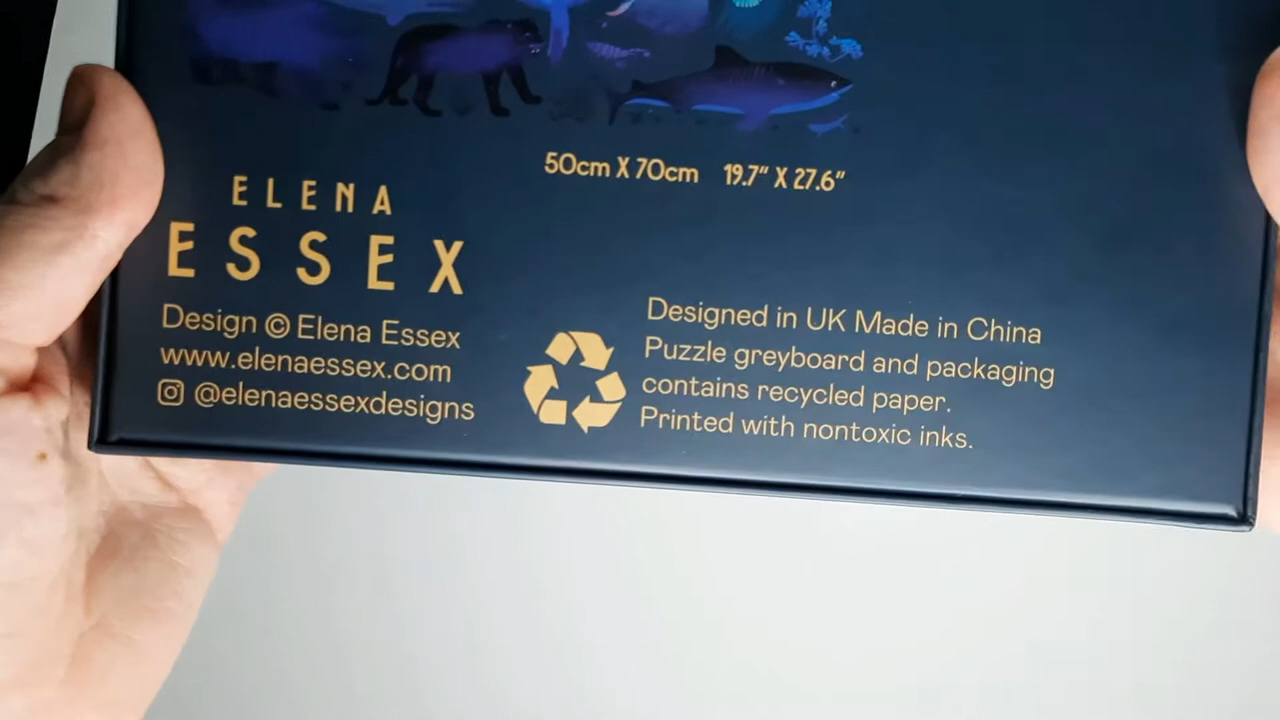 50cm X 70cm 19.7" X 27.6"
ELENA
ESSEX
Design © Elena Essex
www.elenaessex.com
@elenaessexdesigns
Designed in UK Made in China
Puzzle greyboard and packaging
contains recycled paper.
Printed with nontoxic inks.